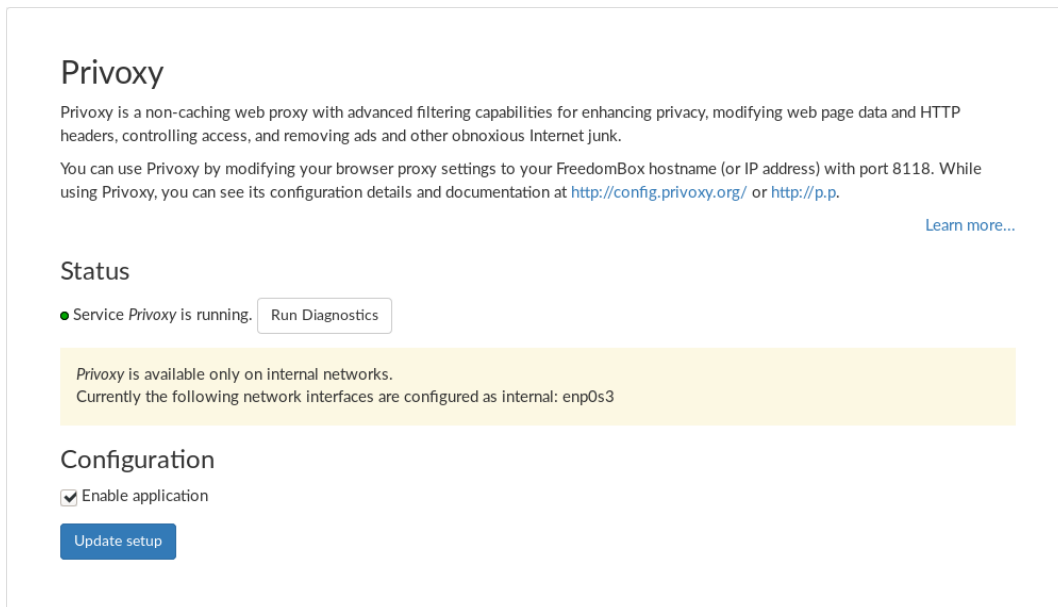 Privoxy
Privoxy is a non-caching web proxy with advanced filtering capabilities for enhancing privacy, modifying web page data and HTTP
headers, controlling access, and removing ads and other obnoxious Internet junk.
You can use Privoxy by modifying your browser proxy settings to your FreedomBox hostname (or IP address) with port 8118. While
using Privoxy, you can see its configuration details and documentation at http://config.privoxy.org/ or http://p.p.
Learn more...
Status
Service Privoxy is running. Run Diagnostics
Privoxy is available only on internal networks.
Currently the following network interfaces are configured as internal: enp0s3
Configuration
Enable application
Update setup